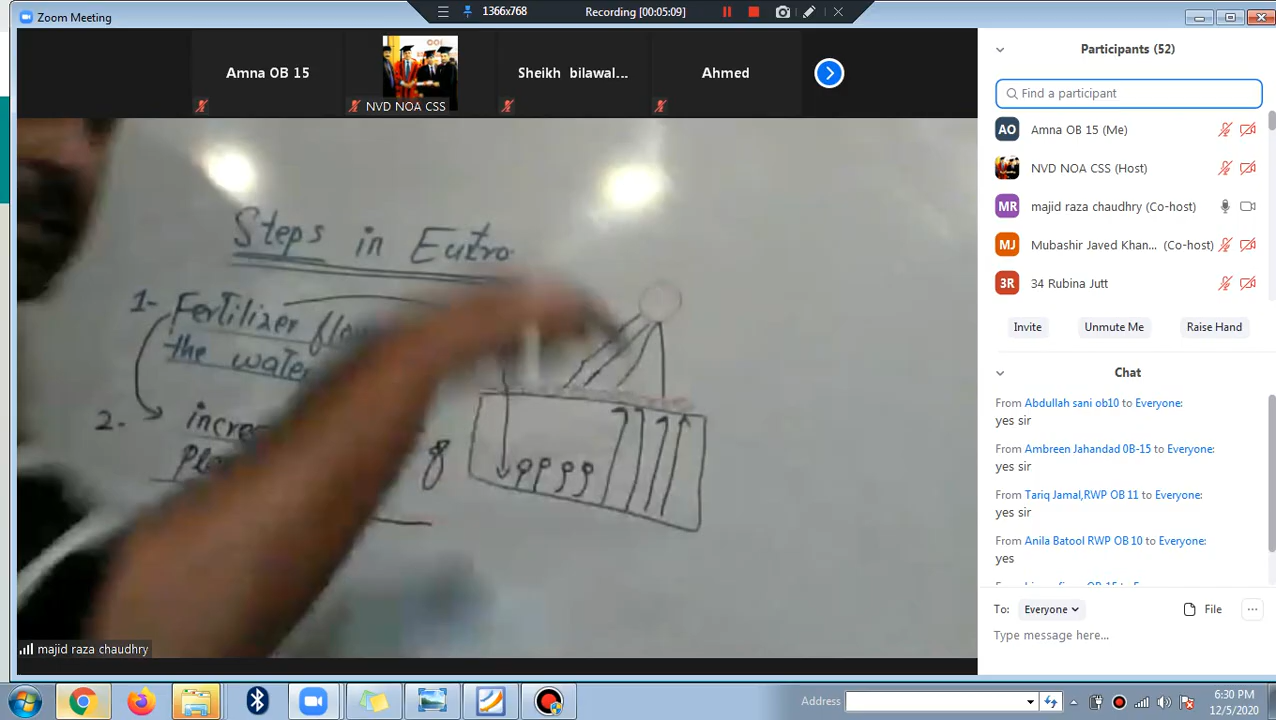 Zoom Meeting
1366x768
Recording [00:05:09]
Amna OB 15
NVD NOA CSS
Sheikh bilawal...
Ahmed
Steps in Eutro
1- Fertilizer
the water
2- incre
of
majid raza chaudhry
Participants (52)
Find a participant
AO Amna OB 15 (Me)
NVD NOA CSS (Host)
MR majid raza chaudhry (Co-host)
MJ Mubashir Javed Khan... (Co-host)
3R 34 Rubina Jutt
Invite
Unmute Me
Raise Hand
Chat
From Abdullah sani ob10 to Everyone:
yes sir
From Ambreen Jahandad 0B-15 to Everyone:
yes sir
From Tariq Jamal,RWP OB 11 to Everyone:
yes sir
From Anila Batool RWP OB 10 to Everyone:
yes
To: Everyone
File
Type message here...
Address
6:30 PM
12/5/2020